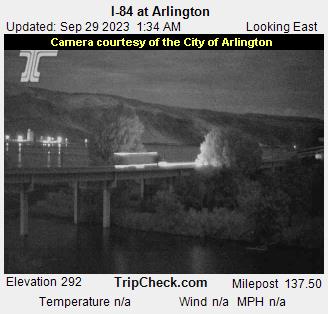 I-84 at Arlington
Updated: Sep 29 2023 1:34 AM Looking East
Camera courtesy of the City of Arlington
Elevation 292 TripCheck.com Milepost 137.50
Temperature n/a Wind n/a MPH n/a